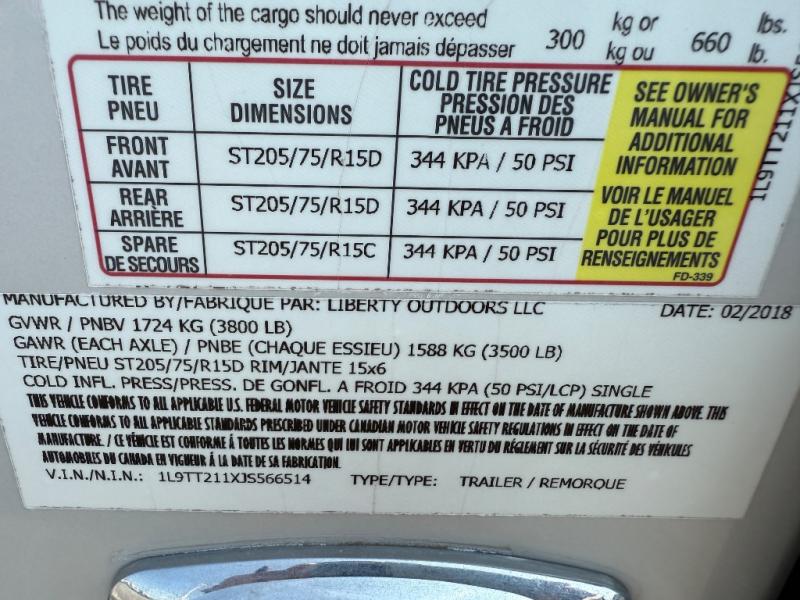 The weight of the cargo should never exceed 300 kg or 660 lbs.
Le poids du chargement ne doit jamais dépasser kg ou lb.
TIRE PNEU
SIZE DIMENSIONS
COLD TIRE PRESSURE
PRESSION DES
PNEUS A FROID
FRONT AVANT
ST205/75/R15D
344 KPA / 50 PSI
REAR ARRIÈRE
ST205/75/R15D
344 KPA / 50 PSI
SPARE DE SECOURS
ST205/75/R15C
344 KPA / 50 PSI
SEE OWNER'S
MANUAL FOR
ADDITIONAL
INFORMATION
VOIR LE MANUEL
DE L'USAGER
POUR PLUS DE
RENSEIGNEMENTS
FD-339
1L9TT211XJS5
MANUFACTURED BY/FABRIQUE PAR: LIBERTY OUTDOORS LLC DATE: 02/2018
GVWR / PNBV 1724 KG (3800 LB)
GAWR (EACH AXLE) / PNBE (CHAQUE ESSIEU) 1588 KG (3500 LB)
TIRE/PNEU ST205/75/R15D RIM/JANTE 15x6
COLD INFL. PRESS/PRESS. DE GONFL. A FROID 344 KPA (50 PSI/LCP) SINGLE
THIS VEHICLE CONFORMS TO ALL APPLICABLE U.S. FEDERAL MOTOR VEHICLE SAFETY STANDARDS IN EFFECT ON THE DATE OF MANUFACTURE SHOWN ABOVE. THIS
VEHICLE CONFORMS TO ALL APPLICABLE STANDARDS PRESCRIBED UNDER CANADIAN MOTOR VEHICLE SAFETY REGULATIONS IN EFFECT ON THE DATE OF
MANUFACTURE. / CE VÉHICULE EST CONFORME À TOUTES LES NORMES QUI LUI SONT APPLICABLES EN VERTU DU RÈGLEMENT SUR LA SÉCURITÉ DES VÉHICULES
AUTOMOBILES DU CANADA EN VIGUEUR À LA DATE DE SA FABRICATION.
V.I.N./N.I.N.: 1L9TT211XJS566514 TYPE/TYPE: TRAILER / REMORQUE